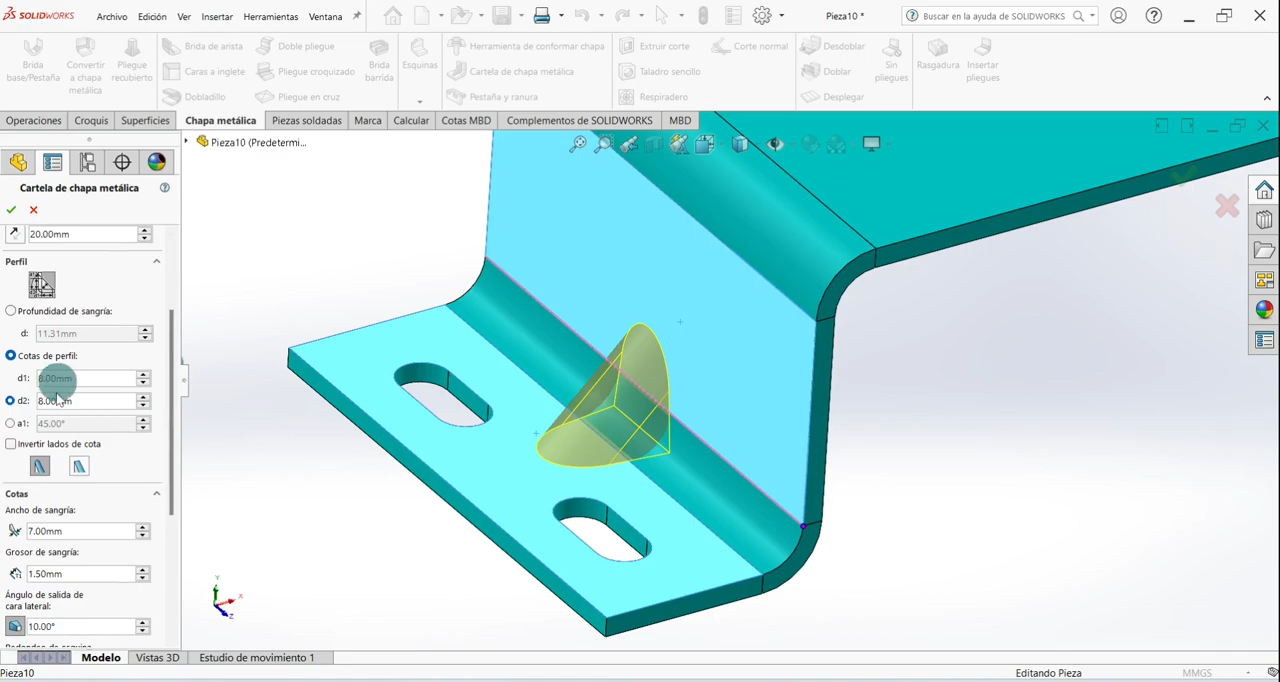 SOLIDWORKS
Archivo Edición Ver Insertar Herramientas Ventana
Pieza10 *
Buscar en la ayuda de SOLIDWORKS
Brida base/Pestaña
Convertir a chapa metálica
Pliegue recubierto
Brida de arista
Caras a inglete
Dobladillo
Doble pliegue
Pliegue croquizado
Pliegue en cruz
Brida barrida
Esquinas
Herramienta de conformar chapa
Cartela de chapa metálica
Pestaña y ranura
Extruir corte
Taladro sencillo
Respiradero
Corte normal
Desdoblar
Doblar
Desplegar
Sin pliegues
Rasgadura
Insertar pliegues
Operaciones Croquis Superficies Chapa metálica Piezas soldadas Marca Calcular Cotas MBD Complementos de SOLIDWORKS MBD
Pieza10 (Predetermi...
Cartela de chapa metálica
20.00mm
Perfil
Profundidad de sangría:
d: 11.31mm
Cotas de perfil:
d1: 8.00mm
d2: 8.00mm
a1: 45.00°
Invertir lados de cota
Cotas
Ancho de sangría:
7.00mm
Grosor de sangría:
1.50mm
Ángulo de salida de
cara lateral:
10.00°
Y
X
Z
Modelo Vistas 3D Estudio de movimiento 1
Pieza10 Editando Pieza MMGS